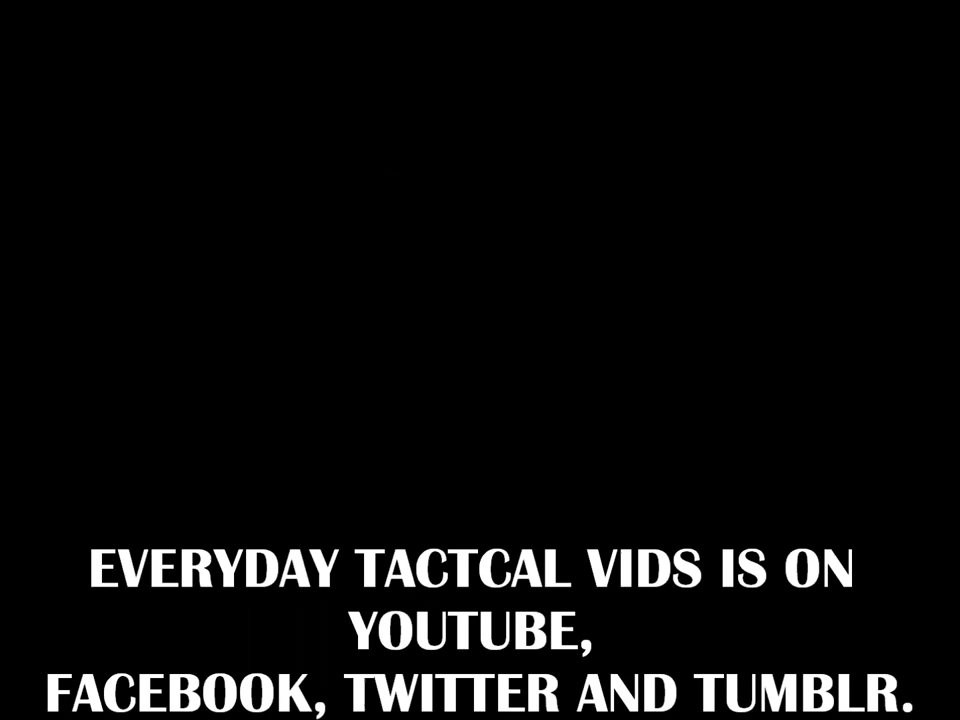 EVERYDAY TACTCAL VIDS IS ON
YOUTUBE,
FACEBOOK, TWITTER AND TUMBLR.